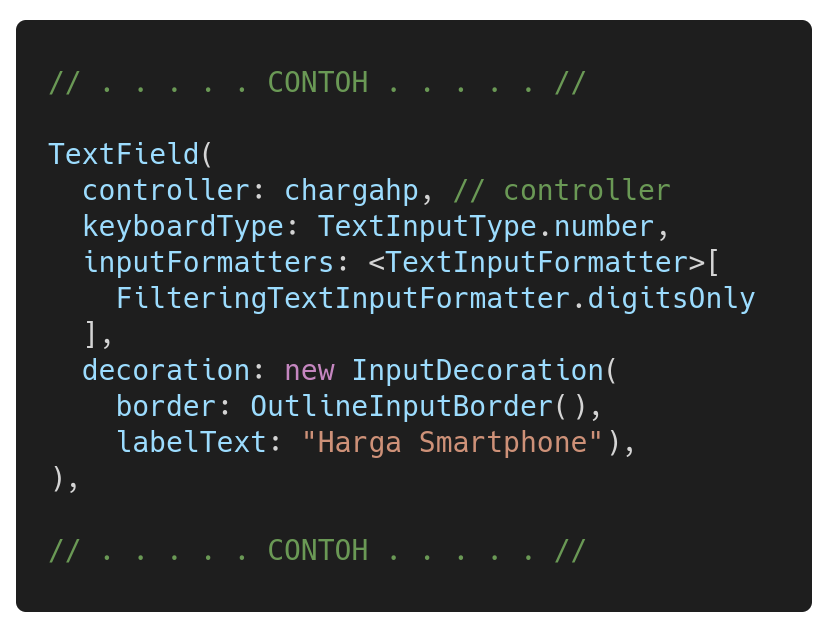 // . . . . . CONTOH . . . . . //
TextField(
  controller: chargahp, // controller
  keyboardType: TextInputType.number,
  inputFormatters: <TextInputFormatter>[
    FilteringTextInputFormatter.digitsOnly
  ],
  decoration: new InputDecoration(
    border: OutlineInputBorder(),
    labelText: "Harga Smartphone"),
),
// . . . . . CONTOH . . . . . //